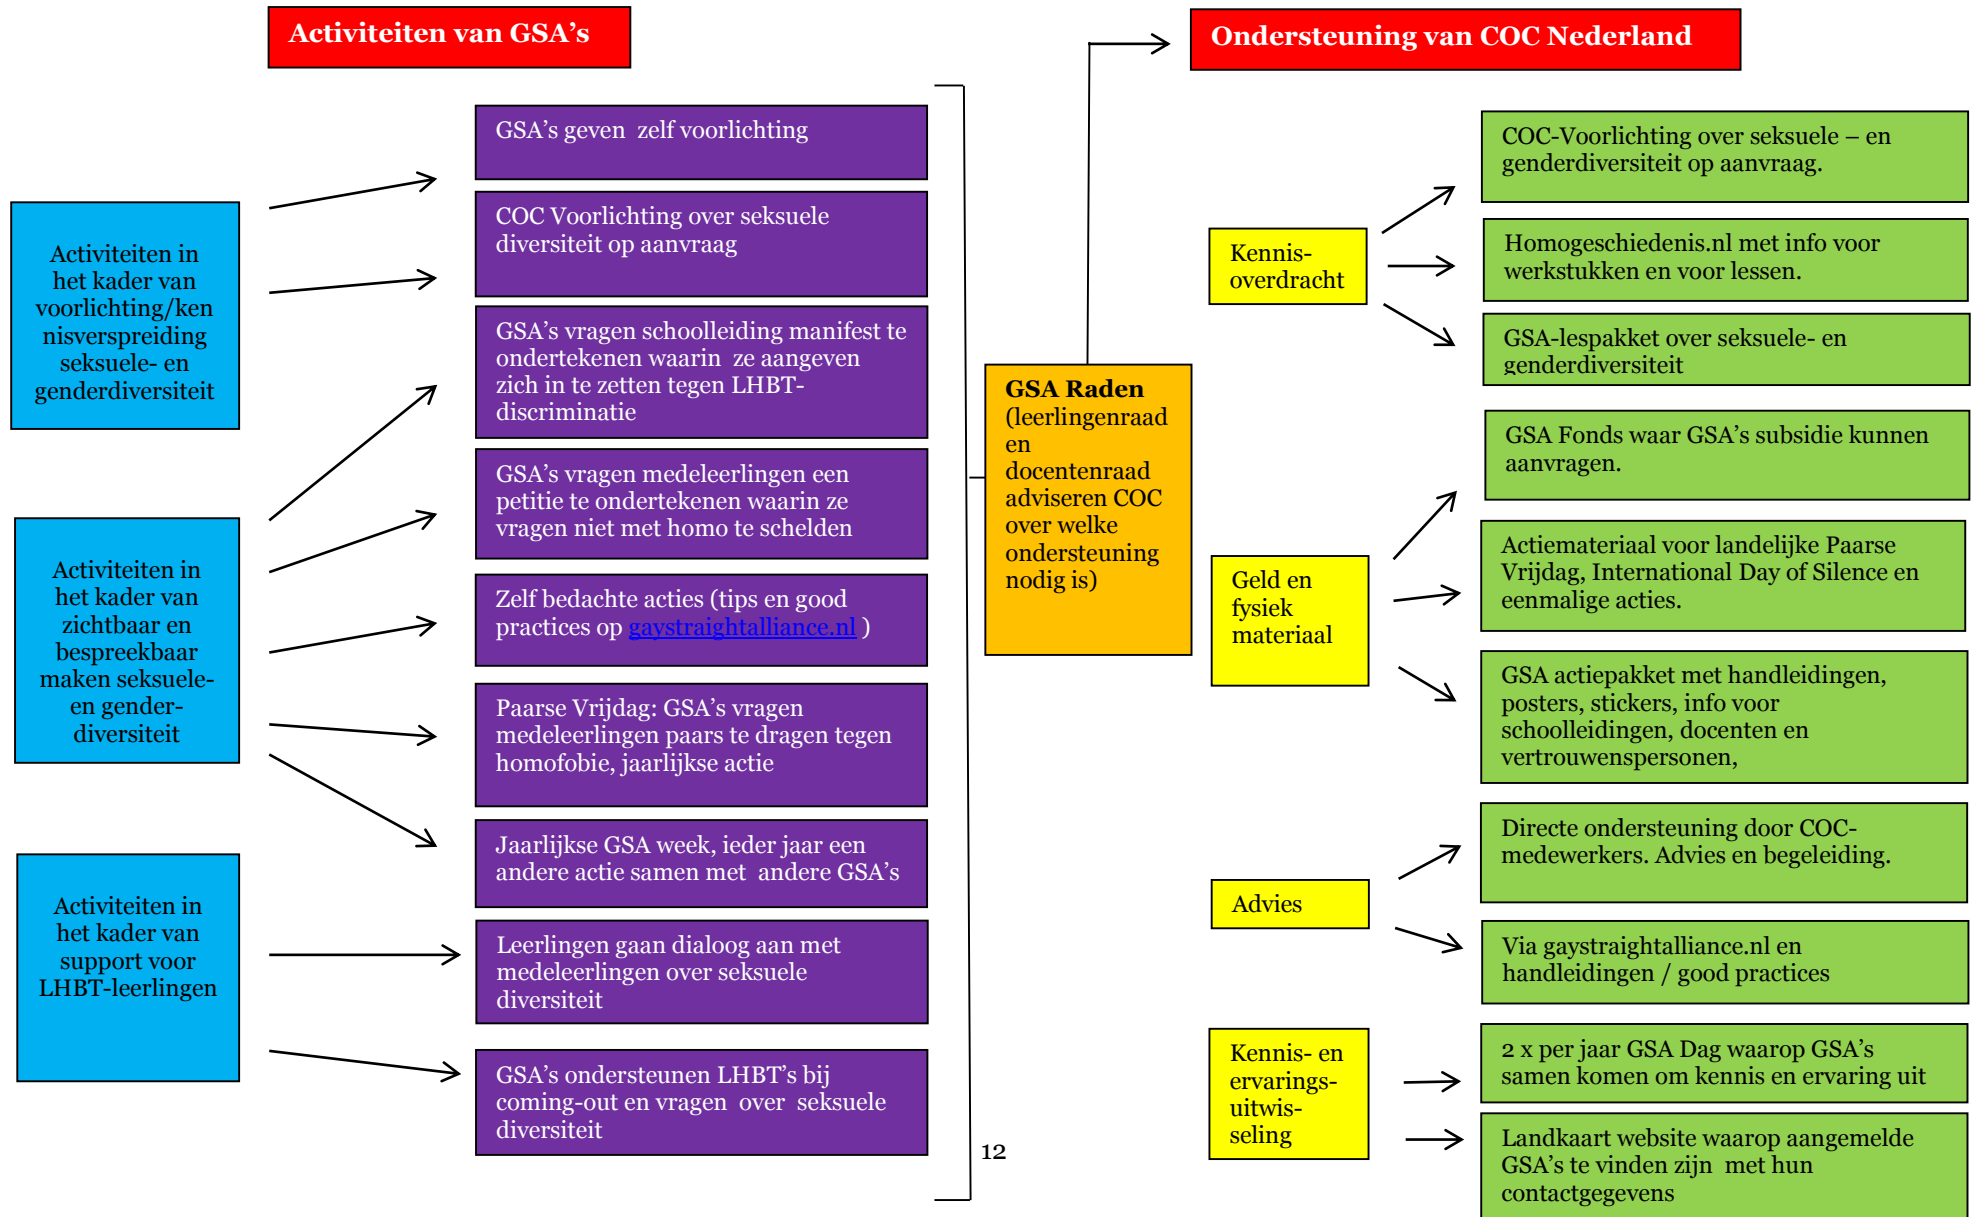 Activiteiten van GSA's
Activiteiten in
het kader van
voorlichting/ken
nisverspreiding
seksuele- en
genderdiversiteit
Activiteiten in
het kader van
zichtbaar en
bespreekbaar
maken seksuele-
en gender-
diversiteit
Activiteiten in
het kader van
support voor
LHBT-leerlingen
GSA's geven  zelf voorlichting
COC Voorlichting over seksuele
diversiteit op aanvraag
GSA's vragen schoolleiding manifest te
ondertekenen waarin  ze aangeven
zich in te zetten tegen LHBT-
discriminatie
GSA's vragen medeleerlingen een
petitie te ondertekenen waarin ze
vragen niet met homo te schelden
Zelf bedachte acties (tips en good
practices op gaystraightalliance.nl )
Paarse Vrijdag: GSA's vragen
medeleerlingen paars te dragen tegen
homofobie, jaarlijkse actie
Jaarlijkse GSA week, ieder jaar een
andere actie samen met  andere GSA's
Leerlingen gaan dialoog aan met
medeleerlingen over seksuele
diversiteit
GSA's ondersteunen LHBT's bij
coming-out en vragen  over  seksuele
diversiteit
12
GSA Raden
(leerlingenraad
en
docentenraad
adviseren COC
over welke
ondersteuning
nodig is)
Ondersteuning van COC Nederland
Kennis-
overdracht
COC-Voorlichting over seksuele – en
genderdiversiteit op aanvraag.
Homogeschiedenis.nl met info voor
werkstukken en voor lessen.
GSA-lespakket over seksuele- en
genderdiversiteit
Geld en
fysiek
materiaal
GSA Fonds waar GSA's subsidie kunnen
aanvragen.
Actiemateriaal voor landelijke Paarse
Vrijdag, International Day of Silence en
eenmalige acties.
GSA actiepakket met handleidingen,
posters, stickers, info voor
schoolleidingen, docenten en
vertrouwenspersonen,
Advies
Directe ondersteuning door COC-
medewerkers. Advies en begeleiding.
Via gaystraightalliance.nl en
handleidingen / good practices
Kennis- en
ervarings-
uitwis-
seling
2 x per jaar GSA Dag waarop GSA's
samen komen om kennis en ervaring uit
Landkaart website waarop aangemelde
GSA's te vinden zijn  met hun
contactgegevens